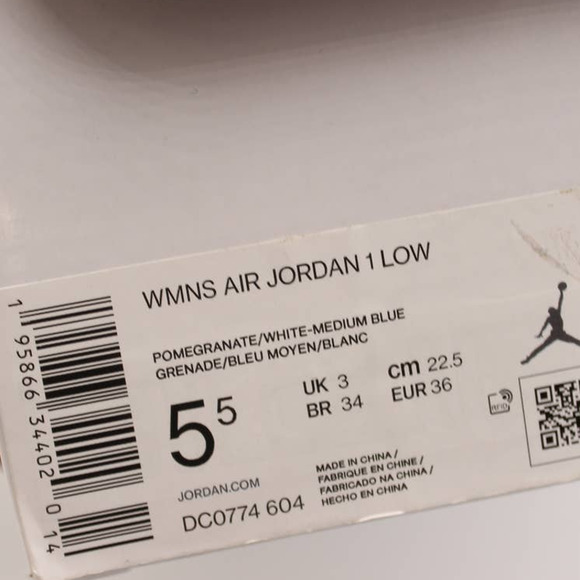 WMNS AIR JORDAN 1 LOW
POMEGRANATE/WHITE-MEDIUM BLUE
GRENADE/BLEU MOYEN/BLANC
5 5
UK 3
BR 34
cm 22.5
EUR 36
RFID
JORDAN.COM
DC0774 604
MADE IN CHINA /
FABRIQUE EN CHINE /
FABRICADO NA CHINA /
HECHO EN CHINA
1 95866 34402 0 14